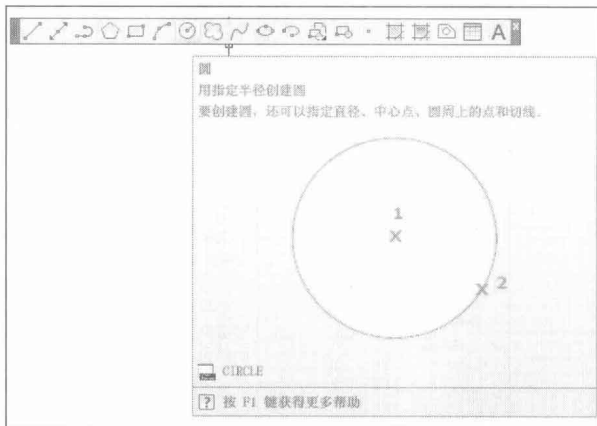 A
圆
用指定半径创建圆
要创建圆，还可以指定直径、中心点、圆周上的点和切线。
1
2
CIRCLE
? 按 F1 键获得更多帮助